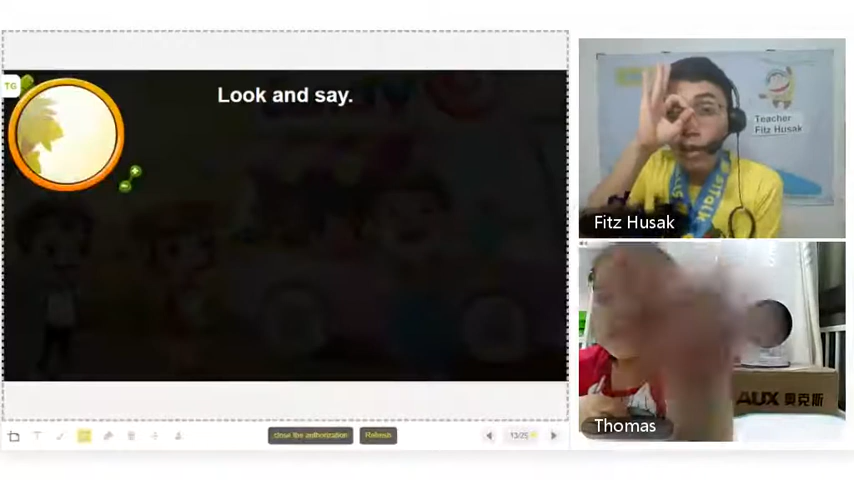 TG
Look and say.
Teacher
Fitz Husak
Fitz Husak
AUX 奥克斯
Thomas
close the authorization
Refresh
13/25